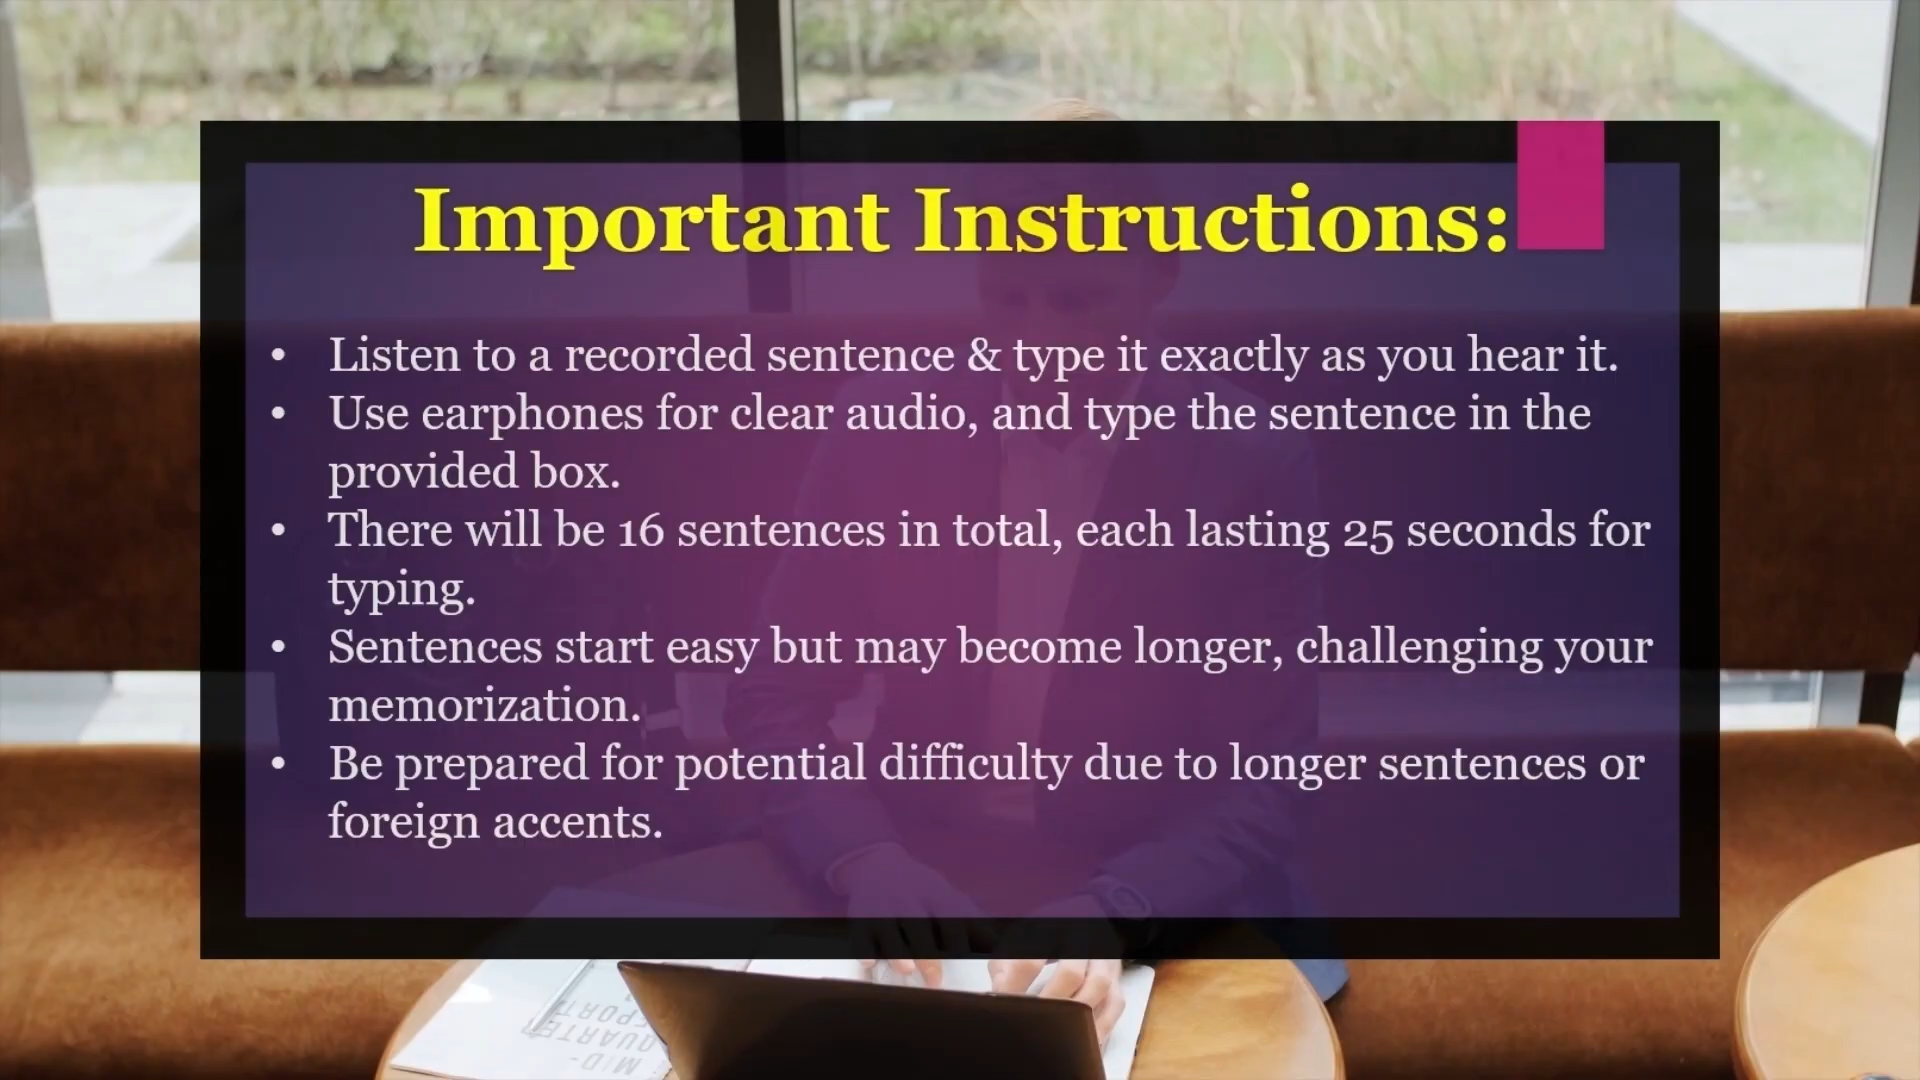 Important Instructions:
• Listen to a recorded sentence & type it exactly as you hear it.
• Use earphones for clear audio, and type the sentence in the
provided box.
• There will be 16 sentences in total, each lasting 25 seconds for
typing.
• Sentences start easy but may become longer, challenging your
memorization.
• Be prepared for potential difficulty due to longer sentences or
foreign accents.
MID-
QUARTE